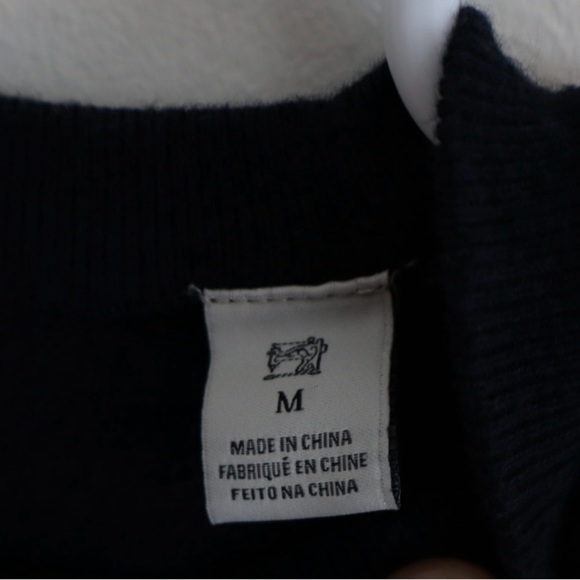 M
MADE IN CHINA
FABRIQUÉ EN CHINE
FEITO NA CHINA